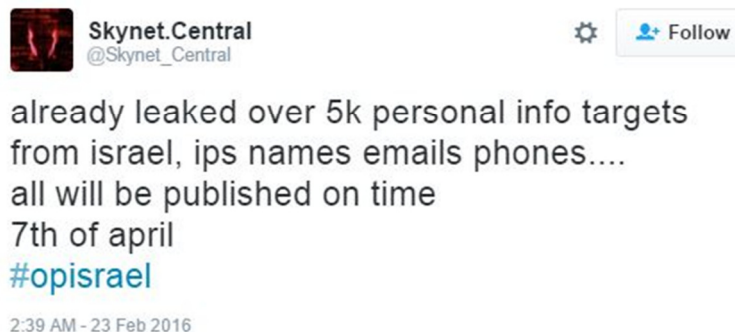 Skynet.Central
Follow
@Skynet_Central
already leaked over 5k personal info targets
from israel, ips names emails phones....
all will be published on time
7th of april
#opisrael
2:39 AM - 23 Feb 2016